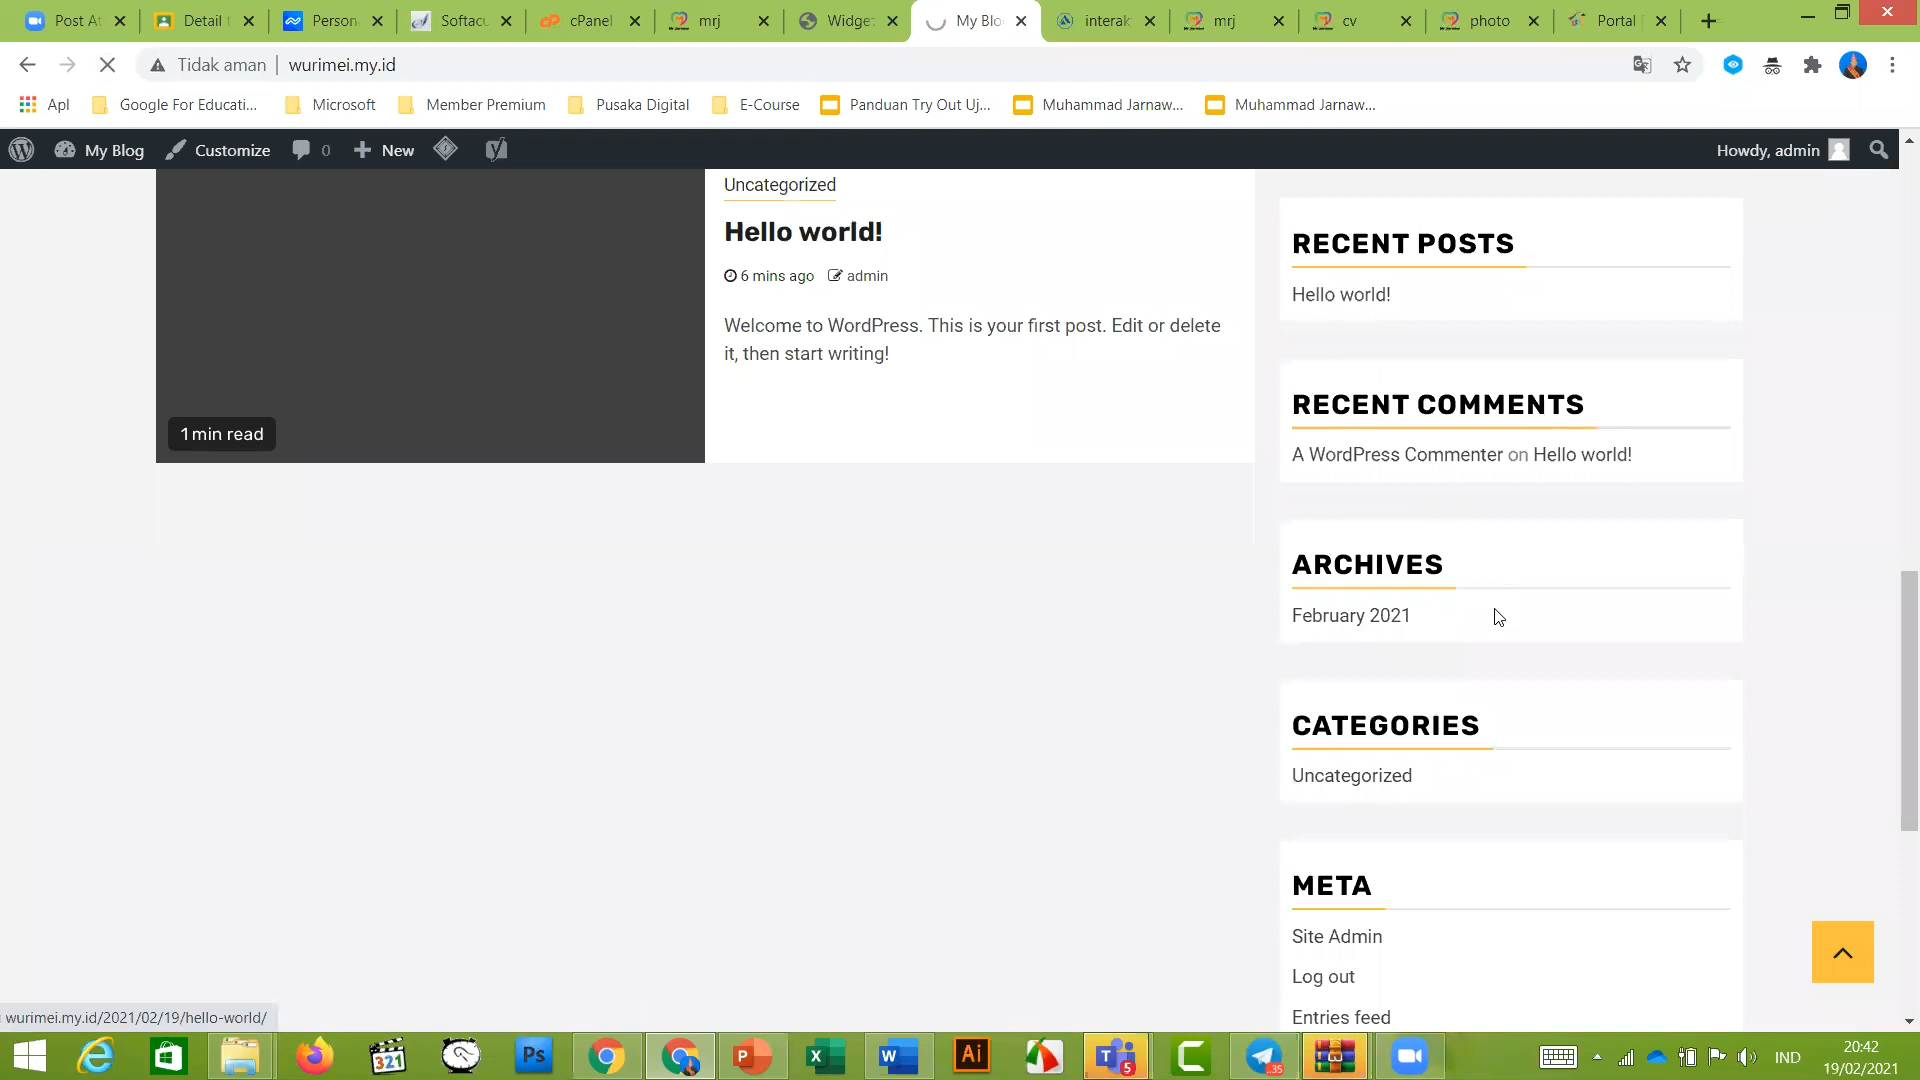 Post At
Detail
Person
Softacu
cPanel
mrj
Widge
My Blo
interak
mrj
cv
photo
Portal
Tidak aman
wurimei.my.id
Apl
Google For Educati...
Microsoft
Member Premium
Pusaka Digital
E-Course
Panduan Try Out Uj...
Muhammad Jarnaw...
Muhammad Jarnaw...
My Blog
Customize
0
New
Howdy, admin
Uncategorized
Hello world!
6 mins ago admin
Welcome to WordPress. This is your first post. Edit or delete
it, then start writing!
1 min read
RECENT POSTS
Hello world!
RECENT COMMENTS
A WordPress Commenter on Hello world!
ARCHIVES
February 2021
CATEGORIES
Uncategorized
META
Site Admin
Log out
Entries feed
wurimei.my.id/2021/02/19/hello-world/
321
Ps
P
X
W
Ai
T
5
C
35
IND
20:42
19/02/2021